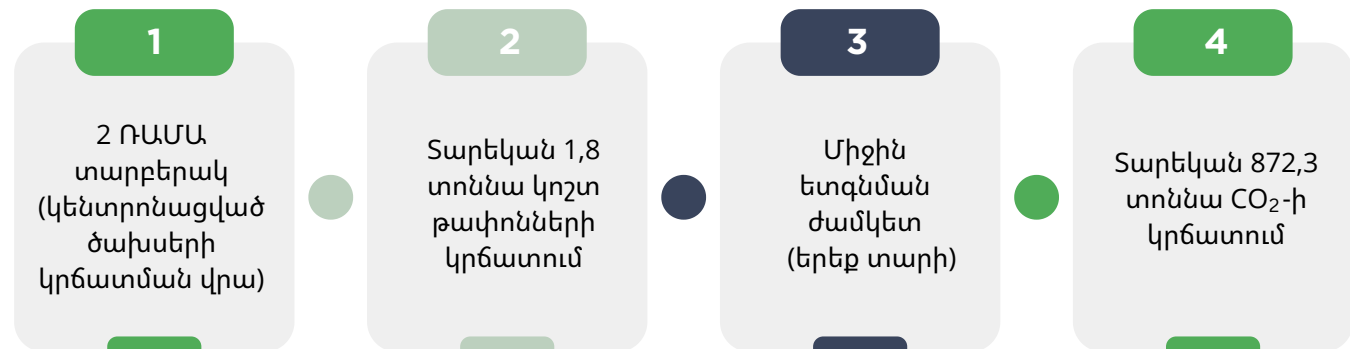 1
2 ՌԱՄԱ
տարբերակ
(կենտրոնացված
ծախսերի
կրճատման վրա)
2
Տարեկան 1,8
տոննա կոշտ
թափոնների
կրճատում
3
Միջին
ետգնման
ժամկետ
(երեք տարի)
4
Տարեկան 872,3
տոննա CO₂-ի
կրճատում